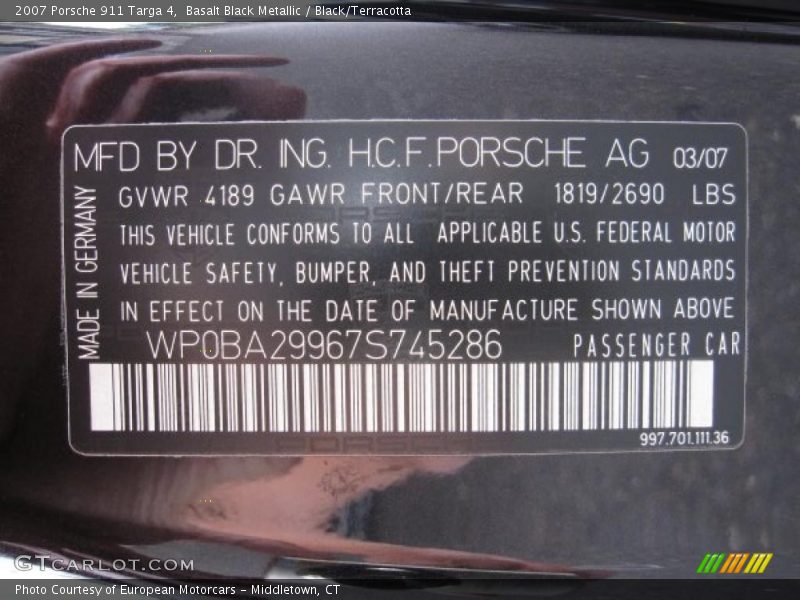 2007 Porsche 911 Targa 4, Basalt Black Metallic / Black/Terracotta
MFD BY DR. ING. H.C.F.PORSCHE AG 03/07
GVWR 4189 GAWR FRONT/REAR 1819/2690 LBS
THIS VEHICLE CONFORMS TO ALL APPLICABLE U.S. FEDERAL MOTOR
VEHICLE SAFETY, BUMPER, AND THEFT PREVENTION STANDARDS
IN EFFECT ON THE DATE OF MANUFACTURE SHOWN ABOVE
MADE IN GERMANY
WP0BA29967S745286 PASSENGER CAR
997.701.111.36
GTCARLOT.COM
Photo Courtesy of European Motorcars – Middletown, CT